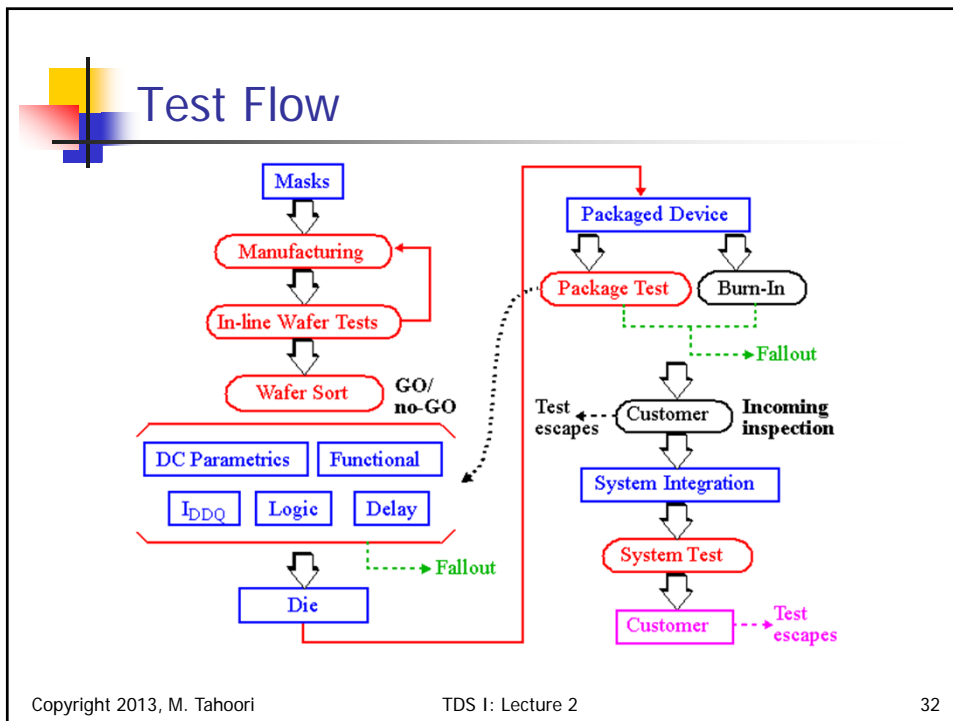 Test Flow
Masks
Manufacturing
In-line Wafer Tests
Wafer Sort
GO/
no-GO
DC Parametrics
Functional
IDDQ
Logic
Delay
Fallout
Die
Packaged Device
Package Test
Burn-In
Fallout
Test
escapes
Customer
Incoming
inspection
System Integration
System Test
Customer
Test
escapes
Copyright 2013, M. Tahoori
TDS I: Lecture 2
32